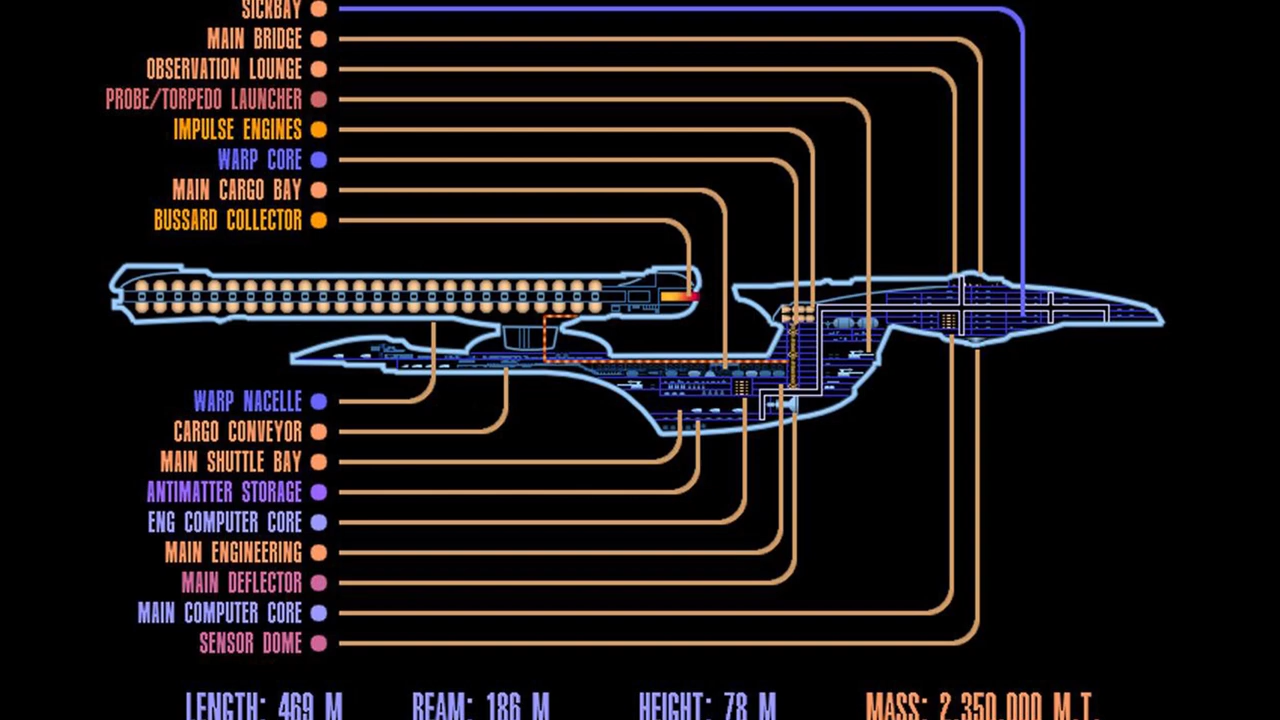 SICKBAY
MAIN BRIDGE
OBSERVATION LOUNGE
PROBE/TORPEDO LAUNCHER
IMPULSE ENGINES
WARP CORE
MAIN CARGO BAY
BUSSARD COLLECTOR
WARP NACELLE
CARGO CONVEYOR
MAIN SHUTTLE BAY
ANTIMATTER STORAGE
ENG COMPUTER CORE
MAIN ENGINEERING
MAIN DEFLECTOR
MAIN COMPUTER CORE
SENSOR DOME
LENGTH: 469 M BEAM: 186 M HEIGHT: 78 M MASS: 2,350,000 M.T.